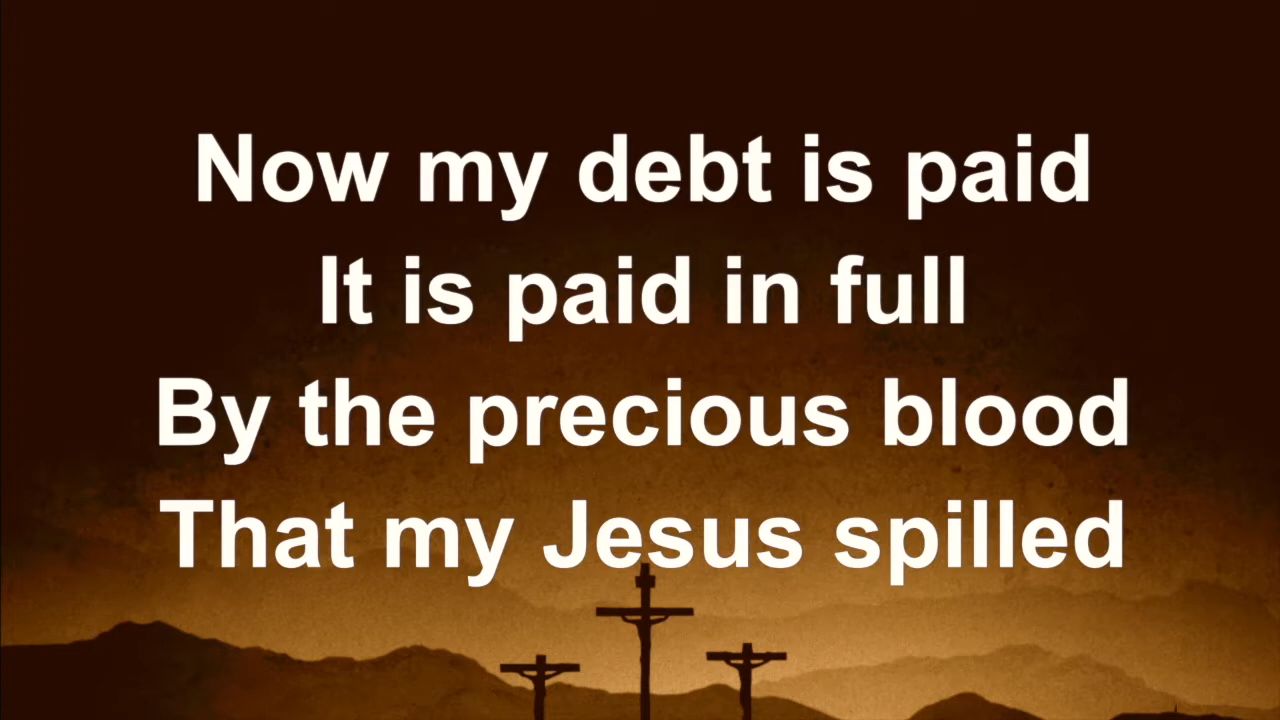 Now my debt is paid
It is paid in full
By the precious blood
That my Jesus spilled